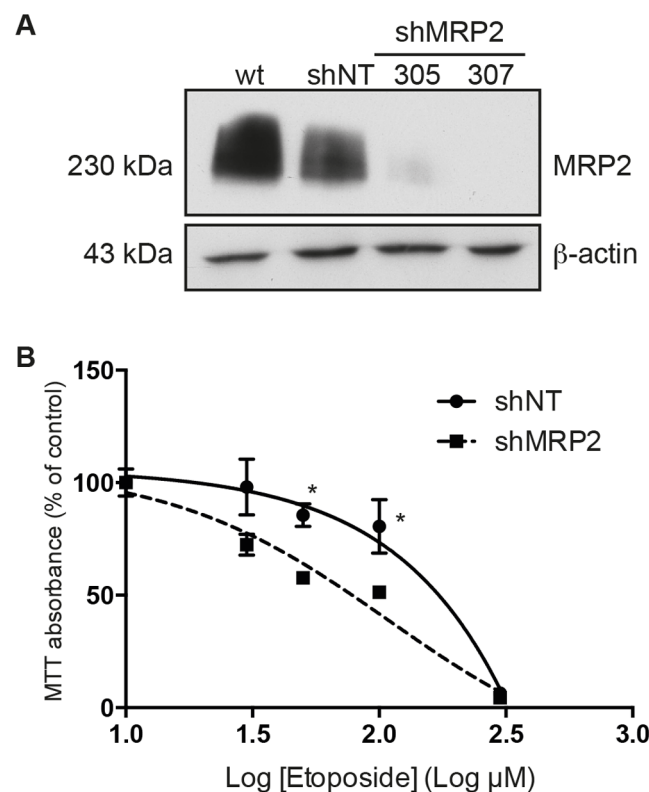 A
shMRP2
wt shNT 305 307
230 kDa MRP2
43 kDa β-actin
B
150
100
50
0
MTT absorbance (% of control)
shNT
shMRP2
*
*
1.0 1.5 2.0 2.5 3.0
Log [Etoposide] (Log µM)